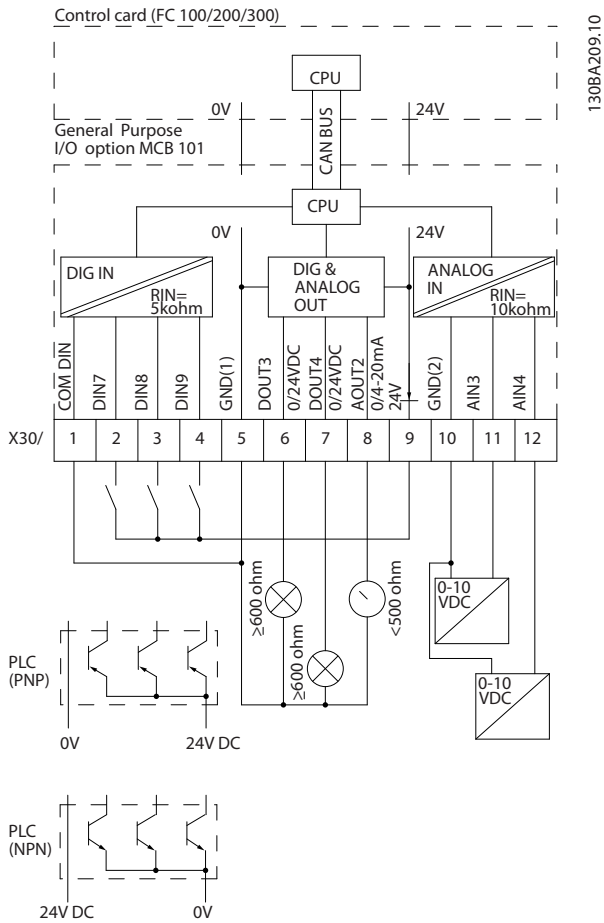 Control card (FC 100/200/300)
130BA209.10
CPU
0V
24V
General Purpose
I/O option MCB 101
CAN BUS
CPU
0V
24V
DIG IN
RIN=
5kohm
DIG &
ANALOG
OUT
ANALOG
IN
RIN=
10kohm
COM DIN
DIN7
DIN8
DIN9
GND(1)
DOUT3
0/24VDC
DOUT4
0/24VDC
AOUT2
0/4-20mA
24V
GND(2)
AIN3
AIN4
X30/ 1 2 3 4 5 6 7 8 9 10 11 12
≥600 ohm
≥600 ohm
<500 ohm
0-10
VDC
0-10
VDC
PLC
(PNP)
0V 24V DC
PLC
(NPN)
24V DC 0V